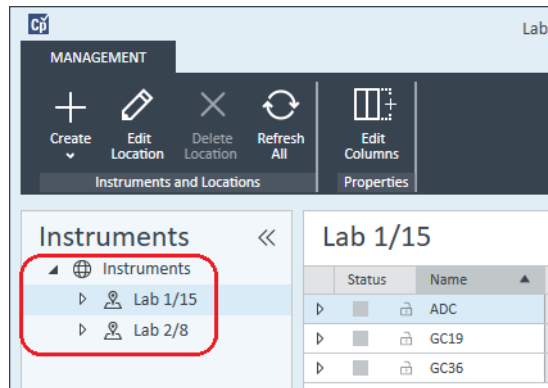 Cp
Lab
MANAGEMENT
Create
Edit Location
Delete Location
Refresh All
Edit Columns
Instruments and Locations
Properties
Instruments
Lab 1/15
Instruments
Lab 1/15
Lab 2/8
Status
Name
ADC
GC19
GC36